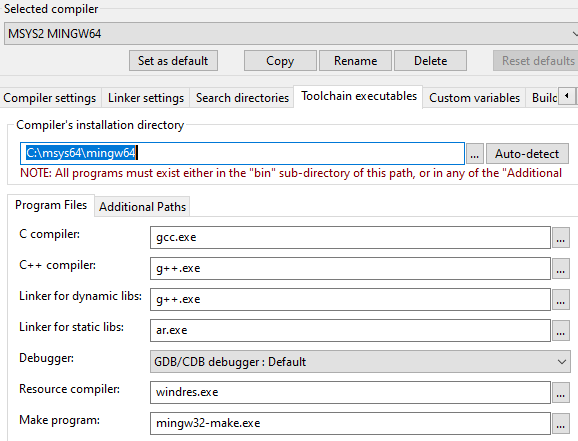 Selected compiler
MSYS2 MINGW64
Set as default Copy Rename Delete Reset defaults
Compiler settings Linker settings Search directories Toolchain executables Custom variables Builc
Compiler's installation directory
C:\msys64\mingw64 ... Auto-detect
NOTE: All programs must exist either in the "bin" sub-directory of this path, or in any of the "Additional
Program Files Additional Paths
C compiler: gcc.exe ...
C++ compiler: g++.exe ...
Linker for dynamic libs: g++.exe ...
Linker for static libs: ar.exe ...
Debugger: GDB/CDB debugger : Default
Resource compiler: windres.exe ...
Make program: mingw32-make.exe ...